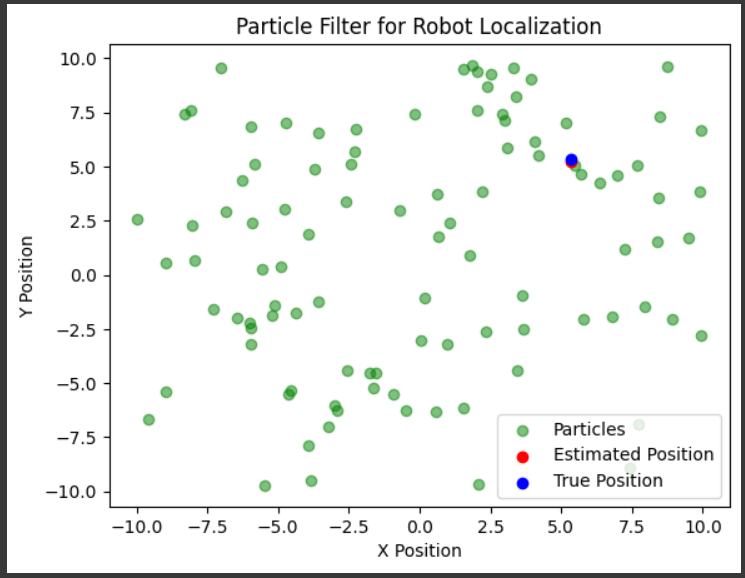 Particle Filter for Robot Localization
10.0
7.5
5.0
2.5
0.0
−2.5
−5.0
−7.5
−10.0
Y Position
Particles
Estimated Position
True Position
−10.0 −7.5 −5.0 −2.5 0.0 2.5 5.0 7.5 10.0
X Position